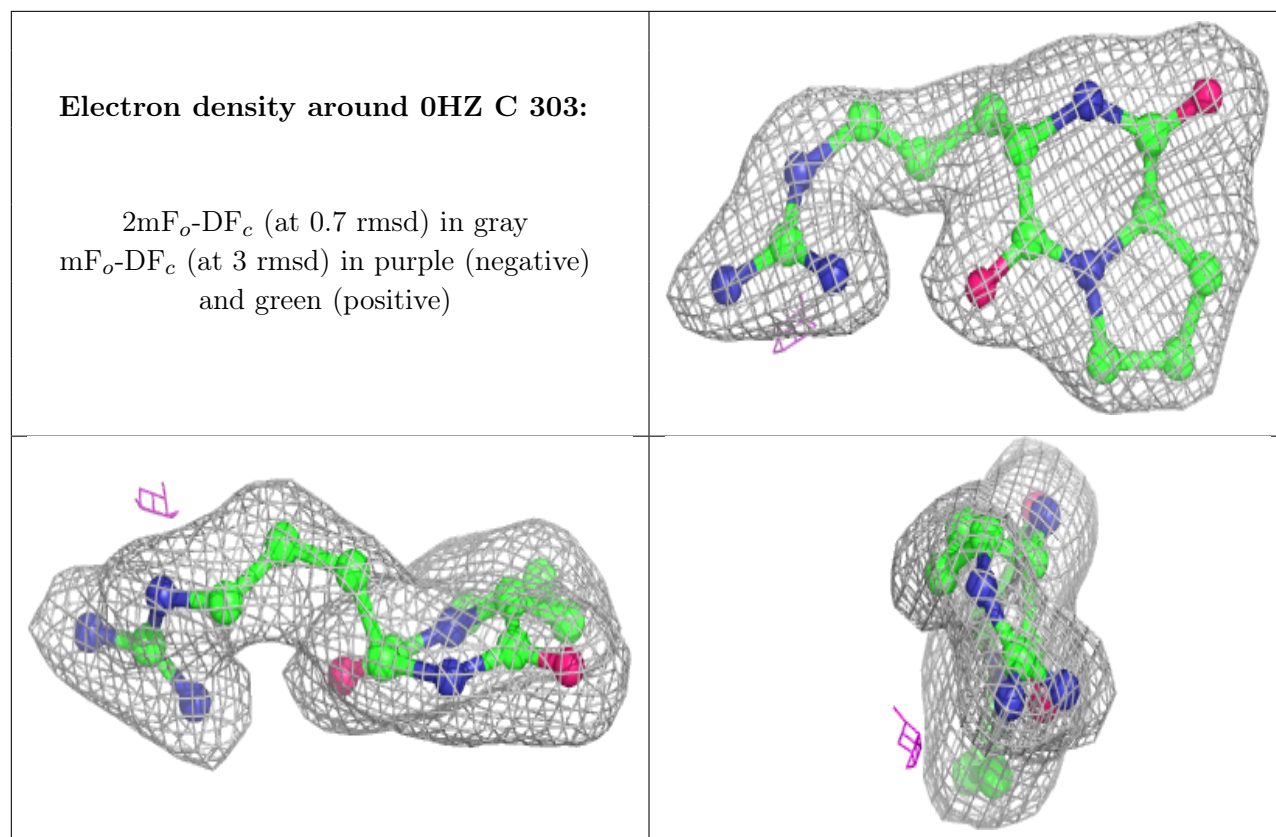 Electron density around 0HZ C 303:
2mFo-DFc (at 0.7 rmsd) in gray
mFo-DFc (at 3 rmsd) in purple (negative)
and green (positive)